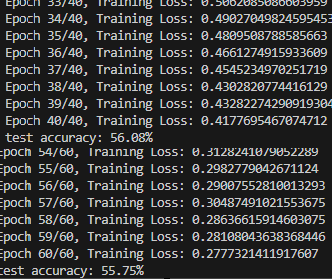 Epoch 33/40, Training Loss: 0.5062085086603959
Epoch 34/40, Training Loss: 0.49027049824595453
Epoch 35/40, Training Loss: 0.4809508788585663
Epoch 36/40, Training Loss: 0.4661274915933609
Epoch 37/40, Training Loss: 0.4545234970251719
Epoch 38/40, Training Loss: 0.4302820774416129
Epoch 39/40, Training Loss: 0.43282274290919304
Epoch 40/40, Training Loss: 0.4177695467074712
test accuracy: 56.08%
Epoch 54/60, Training Loss: 0.3128241079052289
Epoch 55/60, Training Loss: 0.2982779042671124
Epoch 56/60, Training Loss: 0.29007552810013293
Epoch 57/60, Training Loss: 0.30487491021553675
Epoch 58/60, Training Loss: 0.28636615914603075
Epoch 59/60, Training Loss: 0.28108043638368446
Epoch 60/60, Training Loss: 0.2777321411917607
test accuracy: 55.75%